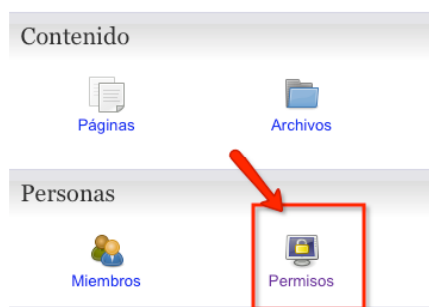 Contenido
Páginas
Archivos
Personas
Miembros
Permisos